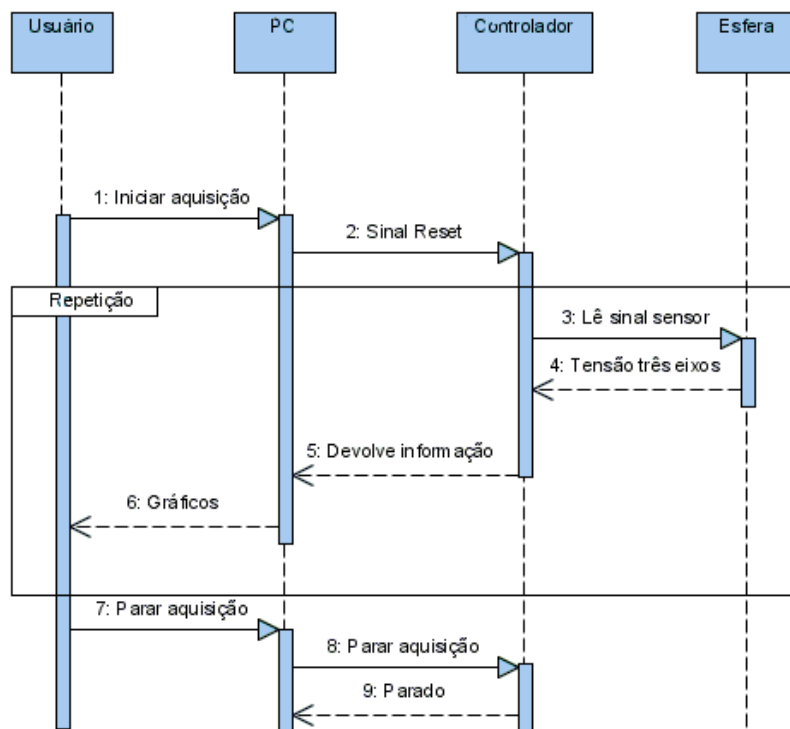 Usuário
PC
Controlador
Esfera
1: Iniciar aquisição
2: Sinal Reset
Repetição
3: Lê sinal sensor
4: Tensão três eixos
5: Devolve informação
6: Gráficos
7: Parar aquisição
8: Parar aquisição
9: Parado